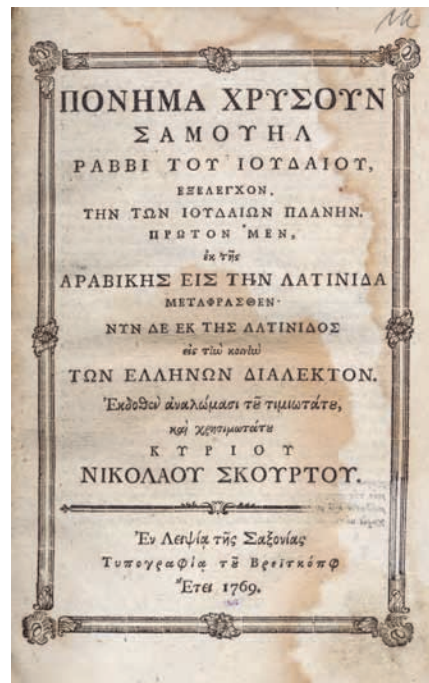 ΠΟΝΗΜΑ ΧΡΥΣΟΥΝ
ΣΑΜΟΥΗΛ
ΡΑΒΒΙ ΤΟΥ ΙΟΥΔΑΙΟΥ,
ΕΞΕΛΕΓΧΟΝ.
ΤΗΝ ΤΩΝ ΙΟΥΔΑΙΩΝ ΠΛΑΝΗΝ.
ΠΡΩΤΟΝ ΜΕΝ,
ἐκ τῆς
ΑΡΑΒΙΚΗΣ ΕΙΣ ΤΗΝ ΛΑΤΙΝΙΔΑ
ΜΕΤΑΦΡΑΣΘΕΝ·
ΝΥΝ ΔΕ ΕΚ ΤΗΣ ΛΑΤΙΝΙΔΟΣ
εἰς τὴν κοινὴν
ΤΩΝ ΕΛΛΗΝΩΝ ΔΙΑΛΕΚΤΟΝ.
Ἐκδοθὲν ἀναλώμασι τοῦ τιμιωτάτου,
καὶ χρησιμωτάτου
ΚΥΡΙΟΥ
ΝΙΚΟΛΑΟΥ ΣΚΟΥΡΤΟΥ.
Ἐν Λειψίᾳ τῆς Σαξονίας
Τυπογραφίᾳ τοῦ Βρεϊτκόπφ
Ἔτει 1769.